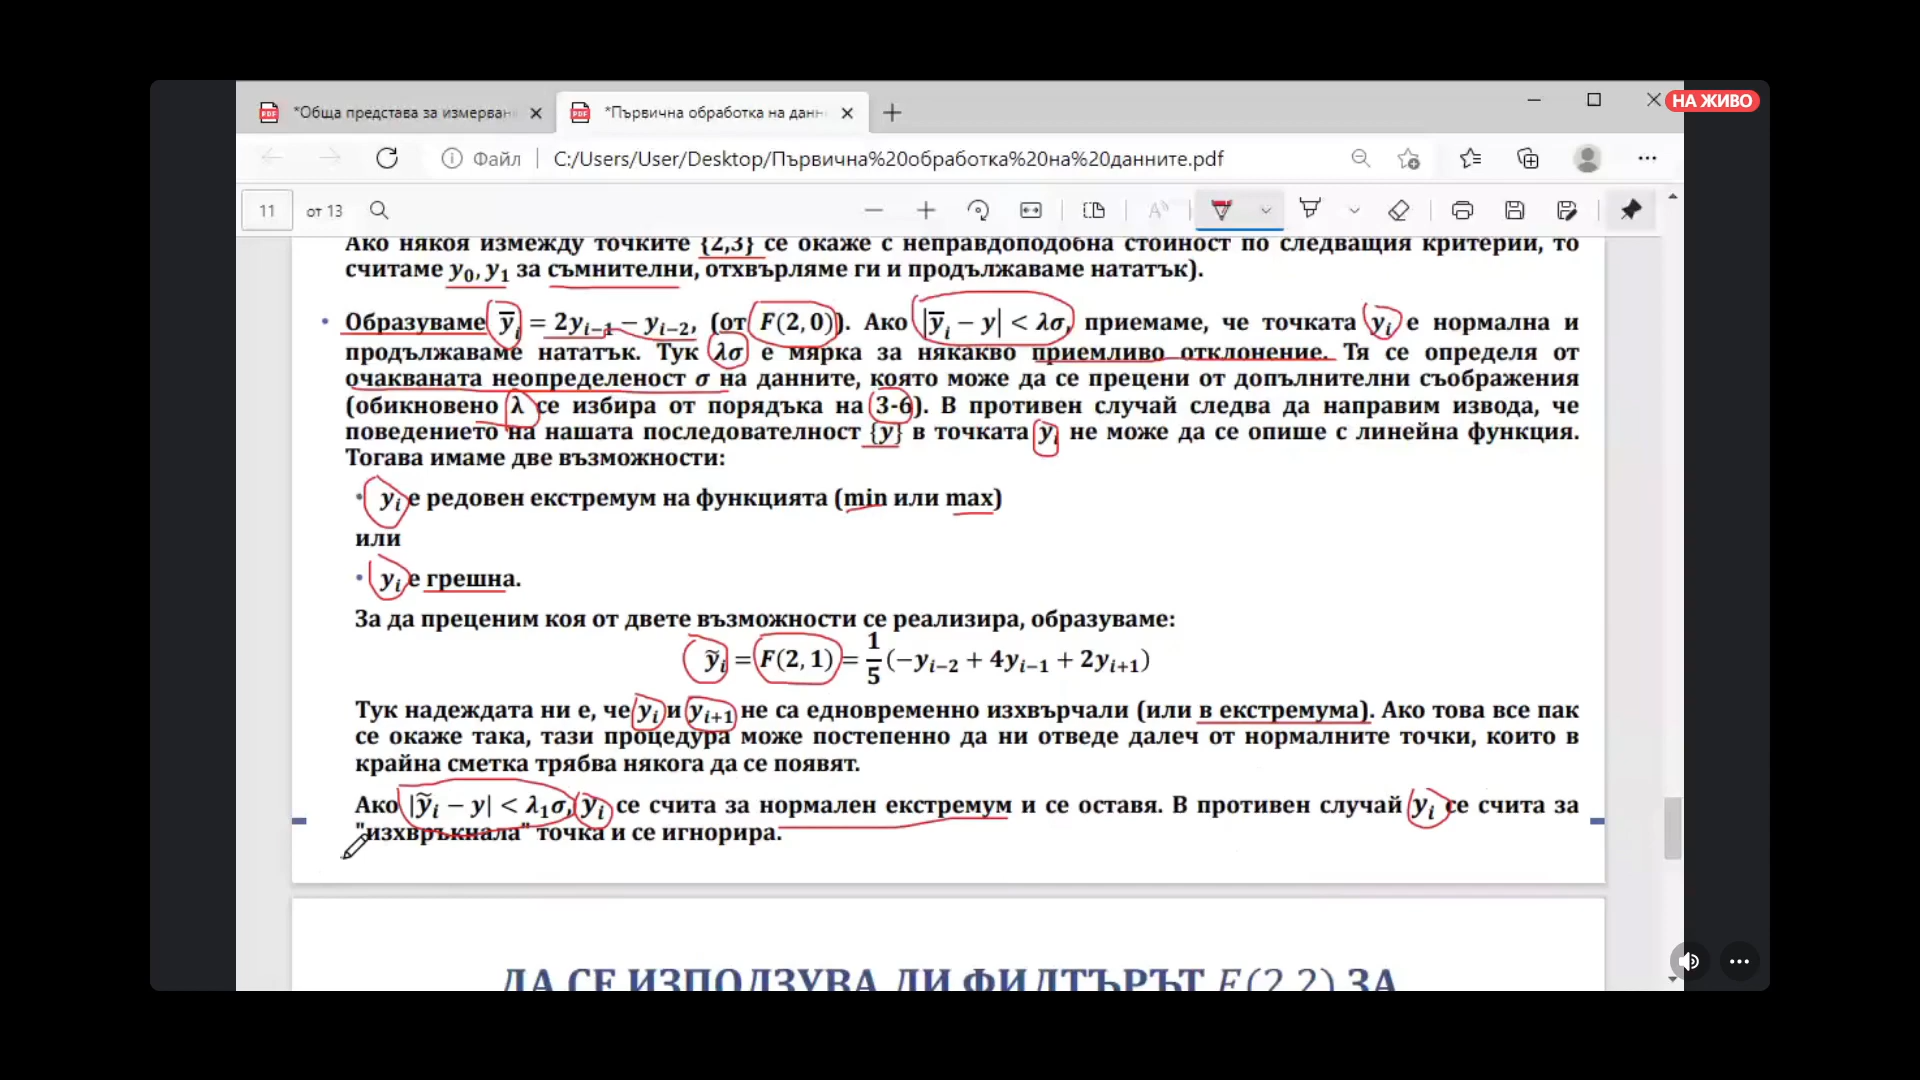 *Обща представа за измерван
*Първична обработка на данн
НА ЖИВО
Файл
C:/Users/User/Desktop/Първична%20обработка%20на%20данните.pdf
11 от 13
Ако някоя измежду точките {2,3} се окаже с неправдоподобна стойност по следващия критерий, то
считаме y₀, y₁ за съмнителни, отхвърляме ги и продължаваме нататък).
• Образуваме y̅ᵢ = 2yᵢ₋₁ − yᵢ₋₂, (от F(2,0)). Ако |y̅ᵢ − y| < λσ, приемаме, че точката yᵢ е нормална и
продължаваме нататък. Тук λσ е мярка за някакво приемливо отклонение. Тя се определя от
очакваната неопределеност σ на данните, която може да се прецени от допълнителни съображения
(обикновено λ се избира от порядъка на 3-6). В противен случай следва да направим извода, че
поведението на нашата последователност {y} в точката yᵢ не може да се опише с линейна функция.
Тогава имаме две възможности:
• yᵢ е редовен екстремум на функцията (min или max)
или
• yᵢ е грешна.
За да преценим коя от двете възможности се реализира, образуваме:
ỹᵢ = F(2,1) = 1/5 (−yᵢ₋₂ + 4yᵢ₋₁ + 2yᵢ₊₁)
Тук надеждата ни е, че yᵢ и yᵢ₊₁ не са едновременно изхвърчали (или в екстремума). Ако това все пак
се окаже така, тази процедура може постепенно да ни отведе далеч от нормалните точки, които в
крайна сметка трябва някога да се появят.
Ако |ỹᵢ − y| < λ₁σ, yᵢ се счита за нормален екстремум и се оставя. В противен случай yᵢ се счита за
"изхвръкнала" точка и се игнорира.
ДА СЕ ИЗПОЛЗУВА ЛИ ФИЛТЪРЪТ F(2,2) ЗА